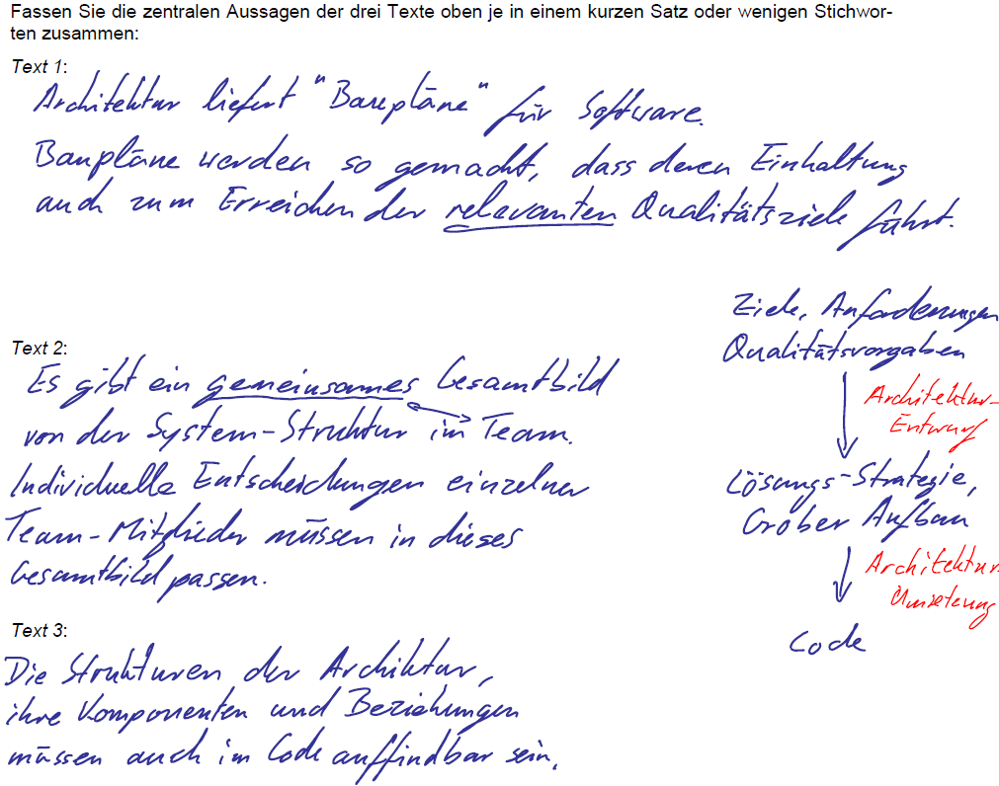 Fassen Sie die zentralen Aussagen der drei Texte oben je in einem kurzen Satz oder wenigen Stichwor-
ten zusammen:
Text 1:
Architektur liefert "Baupläne" für Software.
Baupläne werden so gemacht, dass deren Einhaltung
auch zum Erreichen der relevanten Qualitätsziele führt.
Text 2:
Es gibt ein gemeinsames Gesamtbild
von der System-Struktur im Team.
Individuelle Entscheidungen einzelner
Team-Mitglieder müssen in dieses
Gesamtbild passen.
Ziele, Anforderungen
Qualitätsvorgaben
Architektur-
Entwurf
Lösungs-Strategie,
Grober Aufbau
Architektur
Umsetzung
Code
Text 3:
Die Strukturen der Architektur,
ihre Komponenten und Beziehungen
müssen auch im Code auffindbar sein.